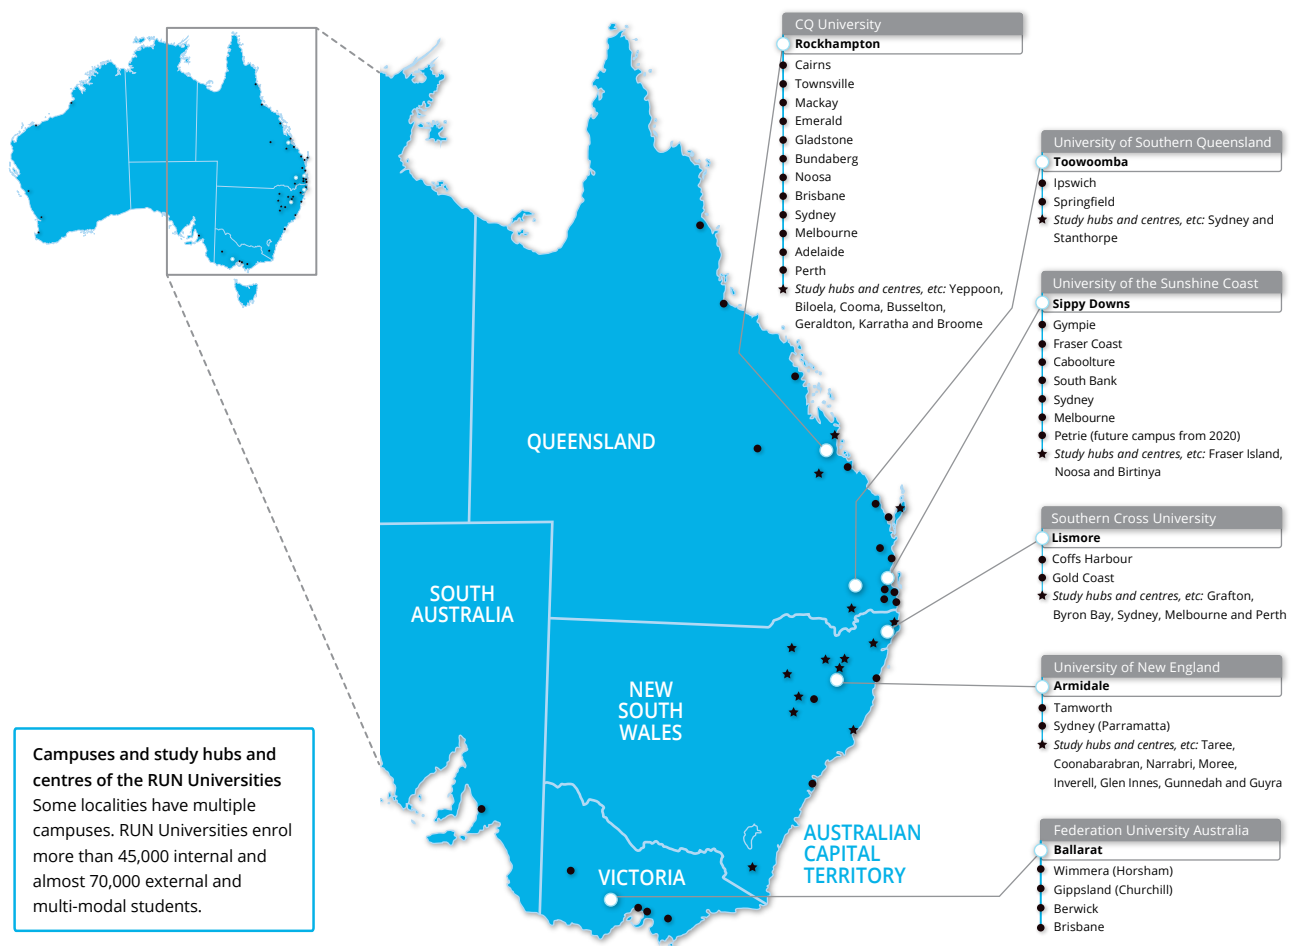 CQ University
Rockhampton
Cairns
Townsville
Mackay
Emerald
Gladstone
Bundaberg
Noosa
Brisbane
Sydney
Melbourne
Adelaide
Perth
Study hubs and centres, etc: Yeppoon,
Biloela, Cooma, Busselton,
Geraldton, Karratha and Broome
University of Southern Queensland
Toowoomba
Ipswich
Springfield
Study hubs and centres, etc: Sydney and
Stanthorpe
University of the Sunshine Coast
Sippy Downs
Gympie
Fraser Coast
Caboolture
South Bank
Sydney
Melbourne
Petrie (future campus from 2020)
Study hubs and centres, etc: Fraser Island,
Noosa and Birtinya
Southern Cross University
Lismore
Coffs Harbour
Gold Coast
Study hubs and centres, etc: Grafton,
Byron Bay, Sydney, Melbourne and Perth
University of New England
Armidale
Tamworth
Sydney (Parramatta)
Study hubs and centres, etc: Taree,
Coonabarabran, Narrabri, Moree,
Inverell, Glen Innes, Gunnedah and Guyra
Federation University Australia
Ballarat
Wimmera (Horsham)
Gippsland (Churchill)
Berwick
Brisbane
QUEENSLAND
SOUTH
AUSTRALIA
NEW
SOUTH
WALES
AUSTRALIAN
CAPITAL
TERRITORY
VICTORIA
Campuses and study hubs and
centres of the RUN Universities
Some localities have multiple
campuses. RUN Universities enrol
more than 45,000 internal and
almost 70,000 external and
multi-modal students.